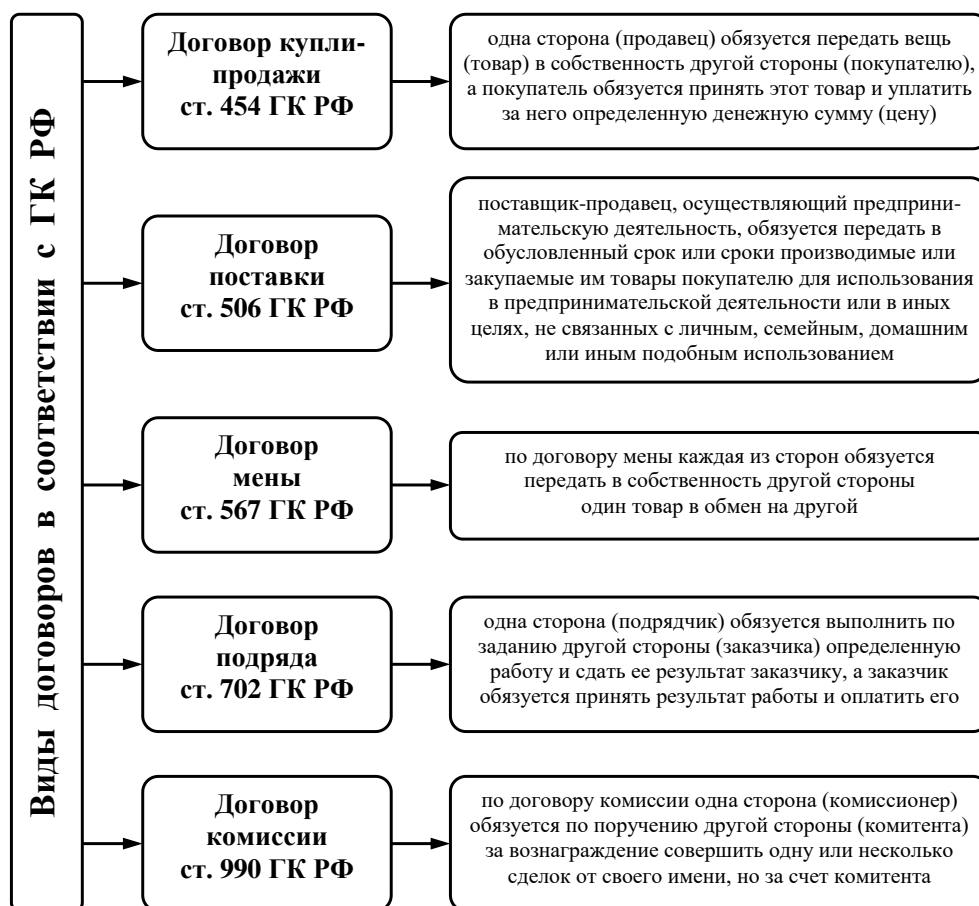 Виды договоров в соответствии с ГК РФ
Договор купли-
продажи
ст. 454 ГК РФ
одна сторона (продавец) обязуется передать вещь
(товар) в собственность другой стороны (покупателю),
а покупатель обязуется принять этот товар и уплатить
за него определенную денежную сумму (цену)
Договор
поставки
ст. 506 ГК РФ
поставщик-продавец, осуществляющий предприни-
мательскую деятельность, обязуется передать в
обусловленный срок или сроки производимые или
закупаемые им товары покупателю для использования
в предпринимательской деятельности или в иных
целях, не связанных с личным, семейным, домашним
или иным подобным использованием
Договор
мены
ст. 567 ГК РФ
по договору мены каждая из сторон обязуется
передать в собственность другой стороны
один товар в обмен на другой
Договор
подряда
ст. 702 ГК РФ
одна сторона (подрядчик) обязуется выполнить по
заданию другой стороны (заказчика) определенную
работу и сдать ее результат заказчику, а заказчик
обязуется принять результат работы и оплатить его
Договор
комиссии
ст. 990 ГК РФ
по договору комиссии одна сторона (комиссионер)
обязуется по поручению другой стороны (комитента)
за вознаграждение совершить одну или несколько
сделок от своего имени, но за счет комитента